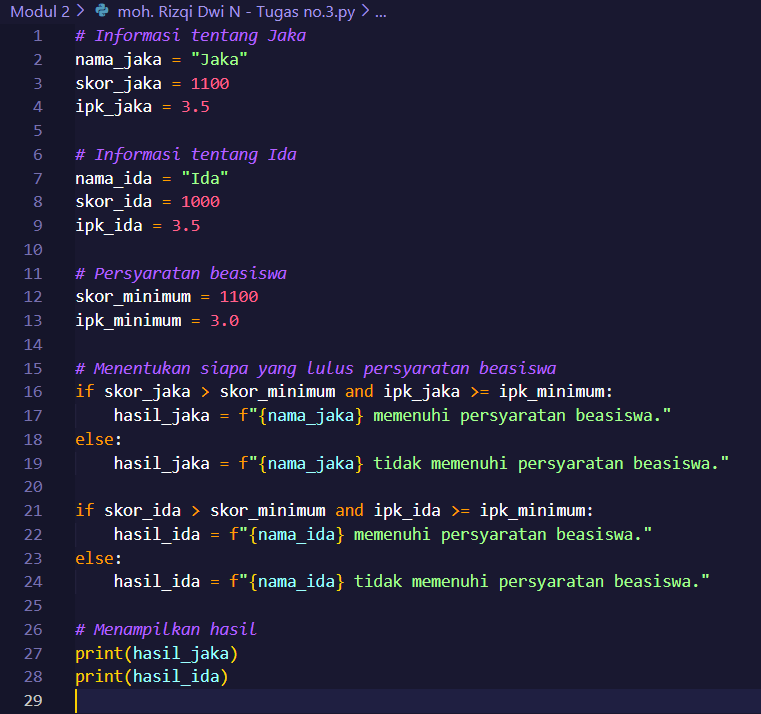 Modul 2 > moh. Rizqi Dwi N - Tugas no.3.py > ...
1 # Informasi tentang Jaka
2 nama_jaka = "Jaka"
3 skor_jaka = 1100
4 ipk_jaka = 3.5
5
6 # Informasi tentang Ida
7 nama_ida = "Ida"
8 skor_ida = 1000
9 ipk_ida = 3.5
10
11 # Persyaratan beasiswa
12 skor_minimum = 1100
13 ipk_minimum = 3.0
14
15 # Menentukan siapa yang lulus persyaratan beasiswa
16 if skor_jaka > skor_minimum and ipk_jaka >= ipk_minimum:
17     hasil_jaka = f"{nama_jaka} memenuhi persyaratan beasiswa."
18 else:
19     hasil_jaka = f"{nama_jaka} tidak memenuhi persyaratan beasiswa."
20
21 if skor_ida > skor_minimum and ipk_ida >= ipk_minimum:
22     hasil_ida = f"{nama_ida} memenuhi persyaratan beasiswa."
23 else:
24     hasil_ida = f"{nama_ida} tidak memenuhi persyaratan beasiswa."
25
26 # Menampilkan hasil
27 print(hasil_jaka)
28 print(hasil_ida)
29